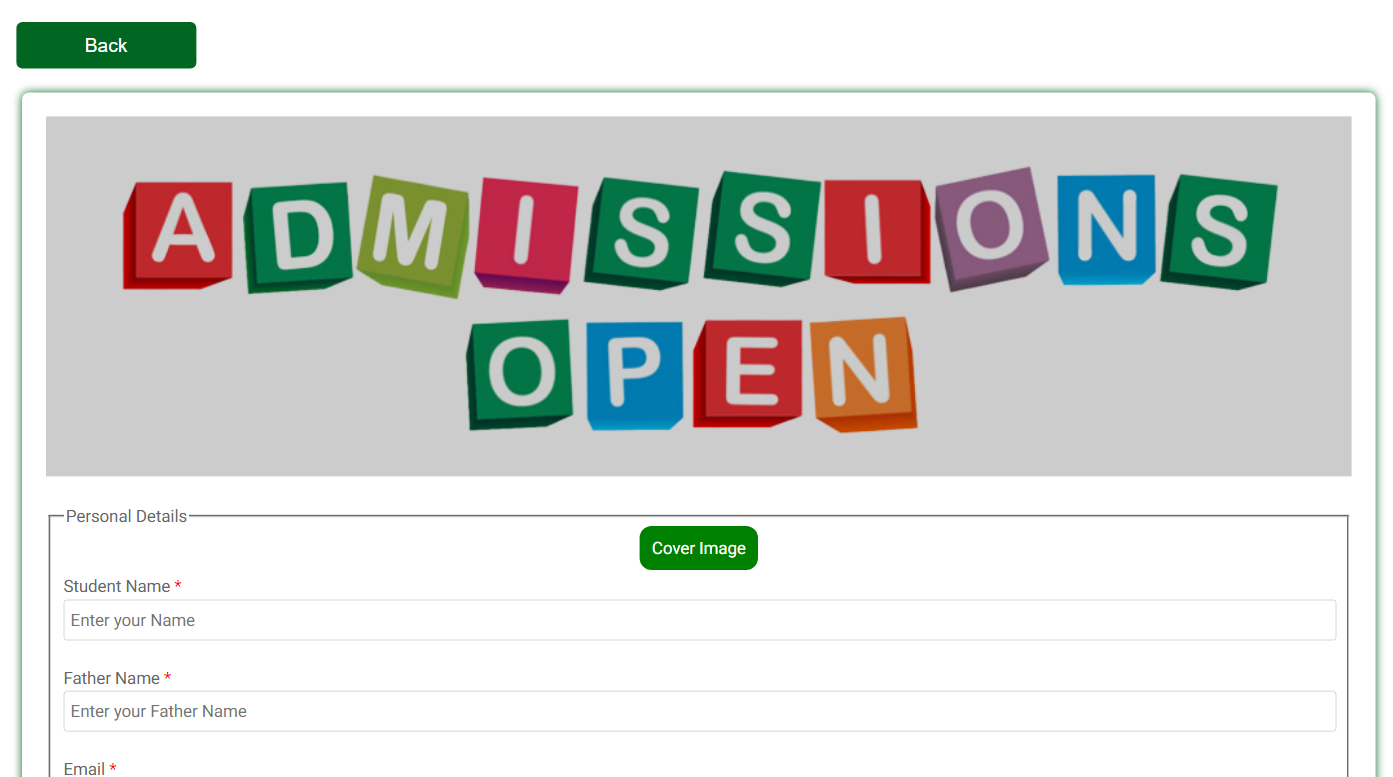 Back
ADMISSIONS
OPEN
Personal Details
Cover Image
Student Name *
Enter your Name
Father Name *
Enter your Father Name
Email *